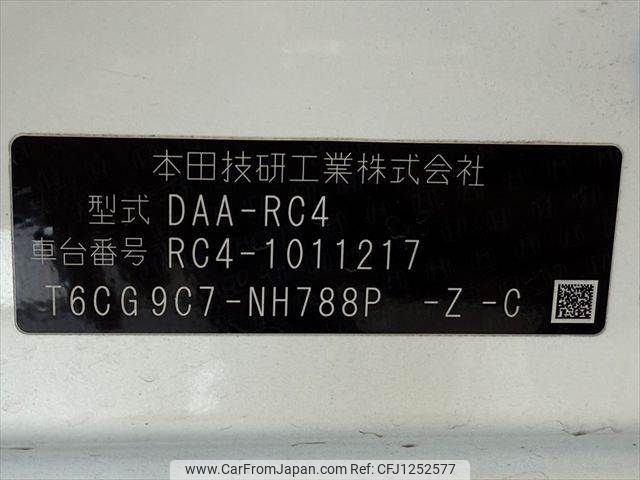 本田技研工業株式会社
型式 DAA-RC4
車台番号 RC4-1011217
T6CG9C7-NH788P -Z -C
www.CarFromJapan.com | ID:CFJ1252577